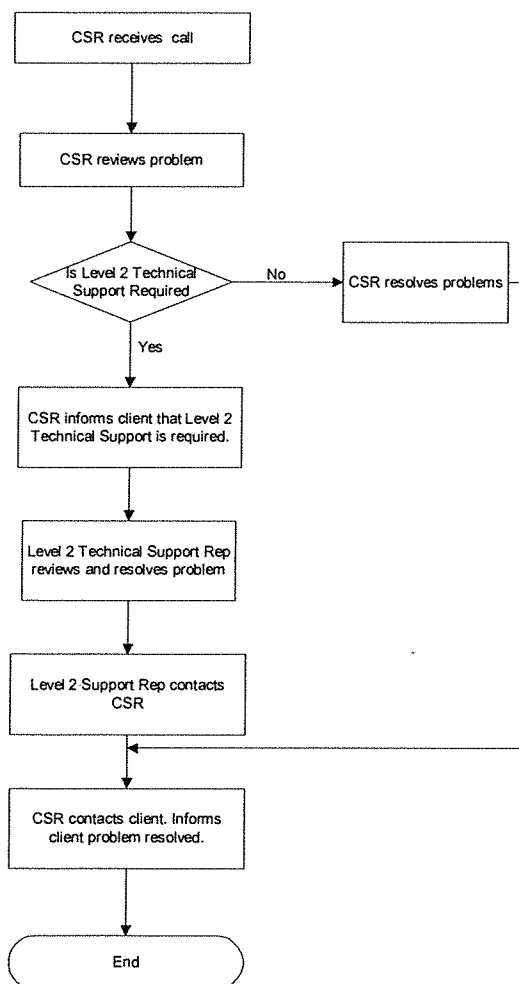 CSR receives call
CSR reviews problem
Is Level 2 Technical
Support Required
No
CSR resolves problems
Yes
CSR informs client that Level 2
Technical Support is required.
Level 2 Technical Support Rep
reviews and resolves problem
Level 2 Support Rep contacts
CSR
CSR contacts client. Informs
client problem resolved.
End